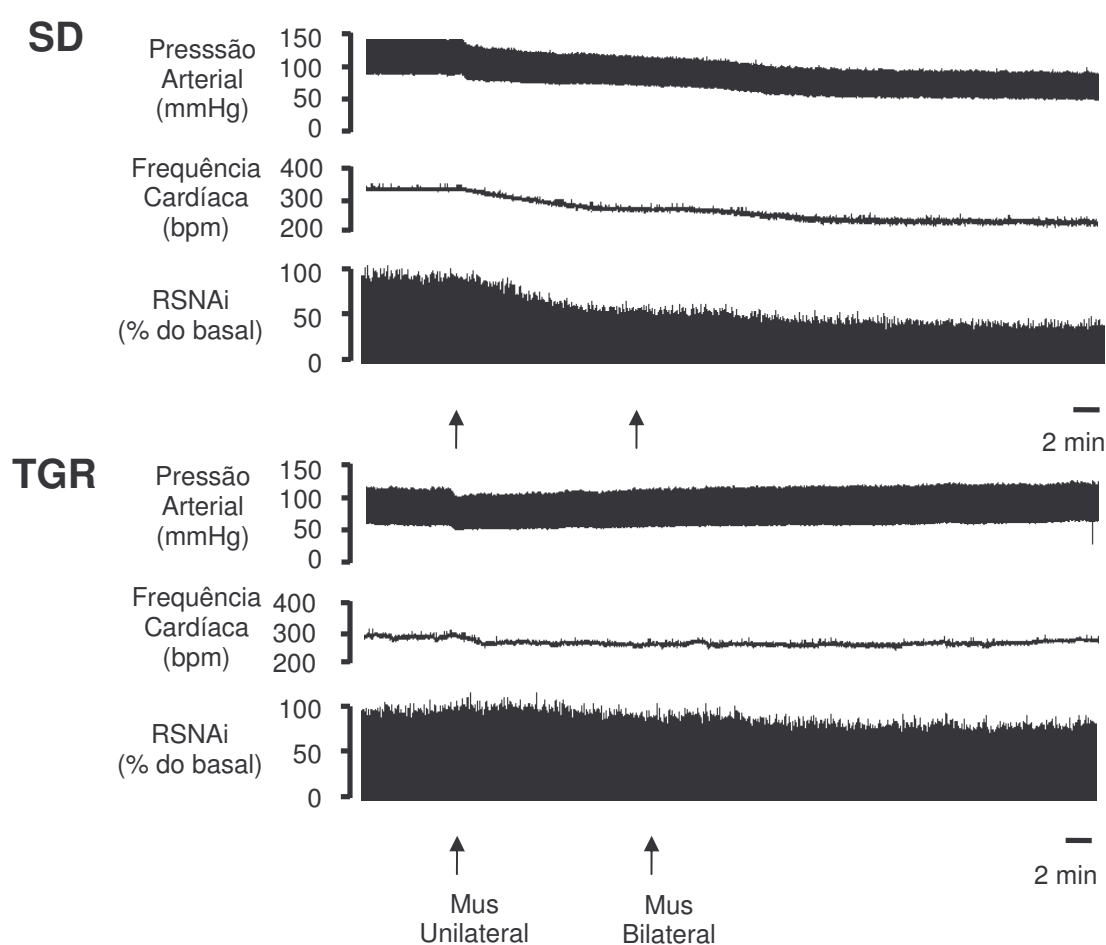 SD
Presssão
Arterial
(mmHg)
150
100
50
0
Frequência
Cardíaca
(bpm)
400
300
200
RSNAi
(% do basal)
100
50
0
2 min
TGR
Pressão
Arterial
(mmHg)
150
100
50
0
Frequência
Cardíaca
(bpm)
400
300
200
RSNAi
(% do basal)
100
50
0
2 min
Mus
Unilateral
Mus
Bilateral